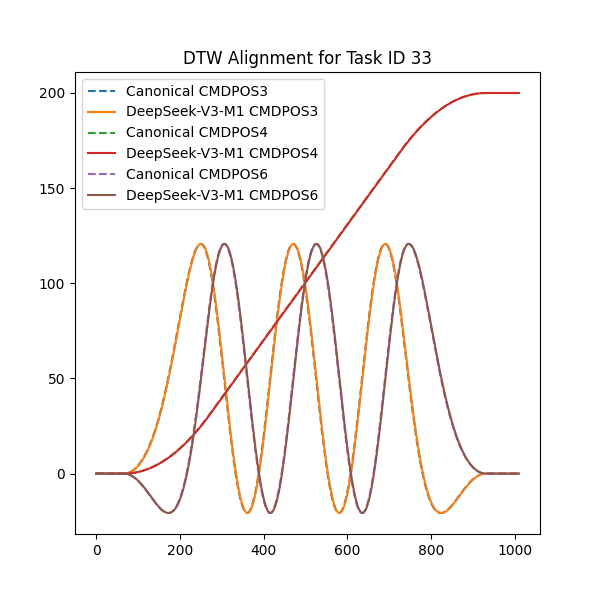 DTW Alignment for Task ID 33
Canonical CMDPOS3
DeepSeek-V3-M1 CMDPOS3
Canonical CMDPOS4
DeepSeek-V3-M1 CMDPOS4
Canonical CMDPOS6
DeepSeek-V3-M1 CMDPOS6
200
150
100
50
0
0 200 400 600 800 1000